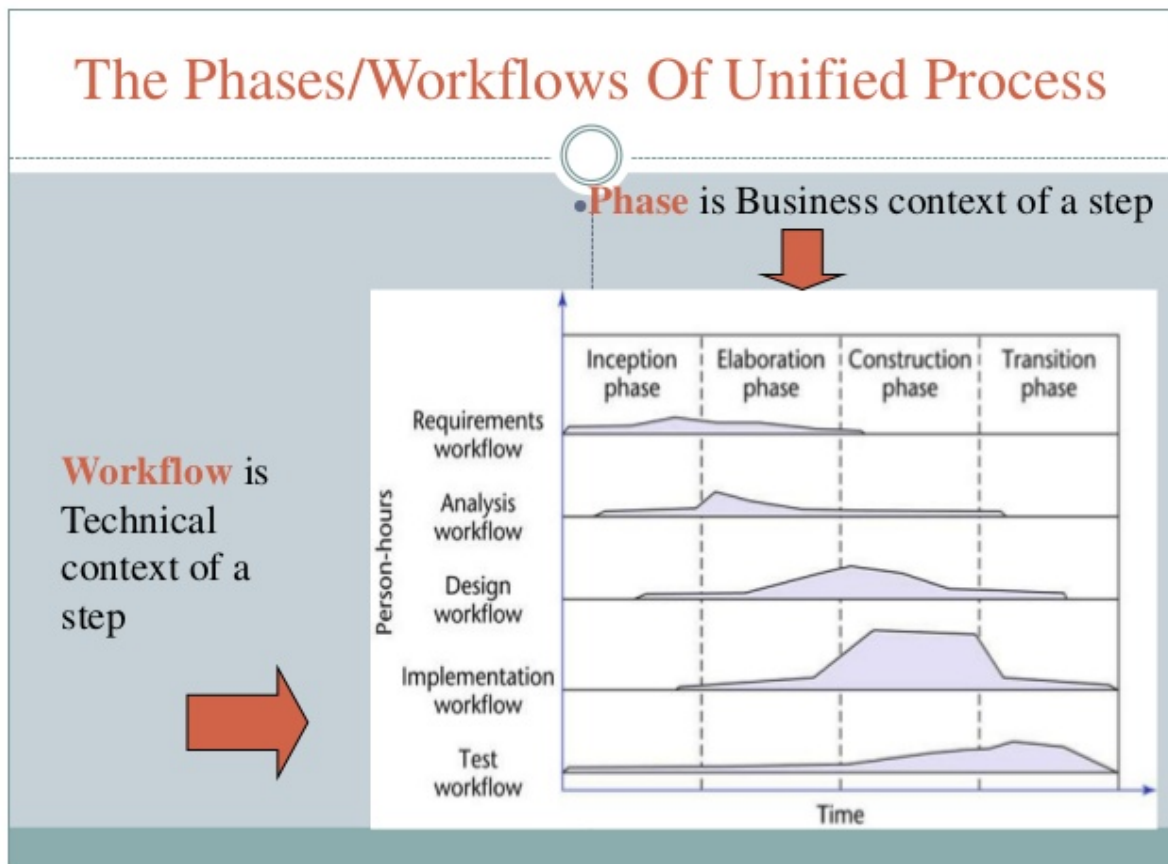 The Phases/Workflows Of Unified Process
•Phase is Business context of a step
Workflow is
Technical
context of a
step
Inception
phase
Elaboration
phase
Construction
phase
Transition
phase
Person-hours
Requirements
workflow
Analysis
workflow
Design
workflow
Implementation
workflow
Test
workflow
Time